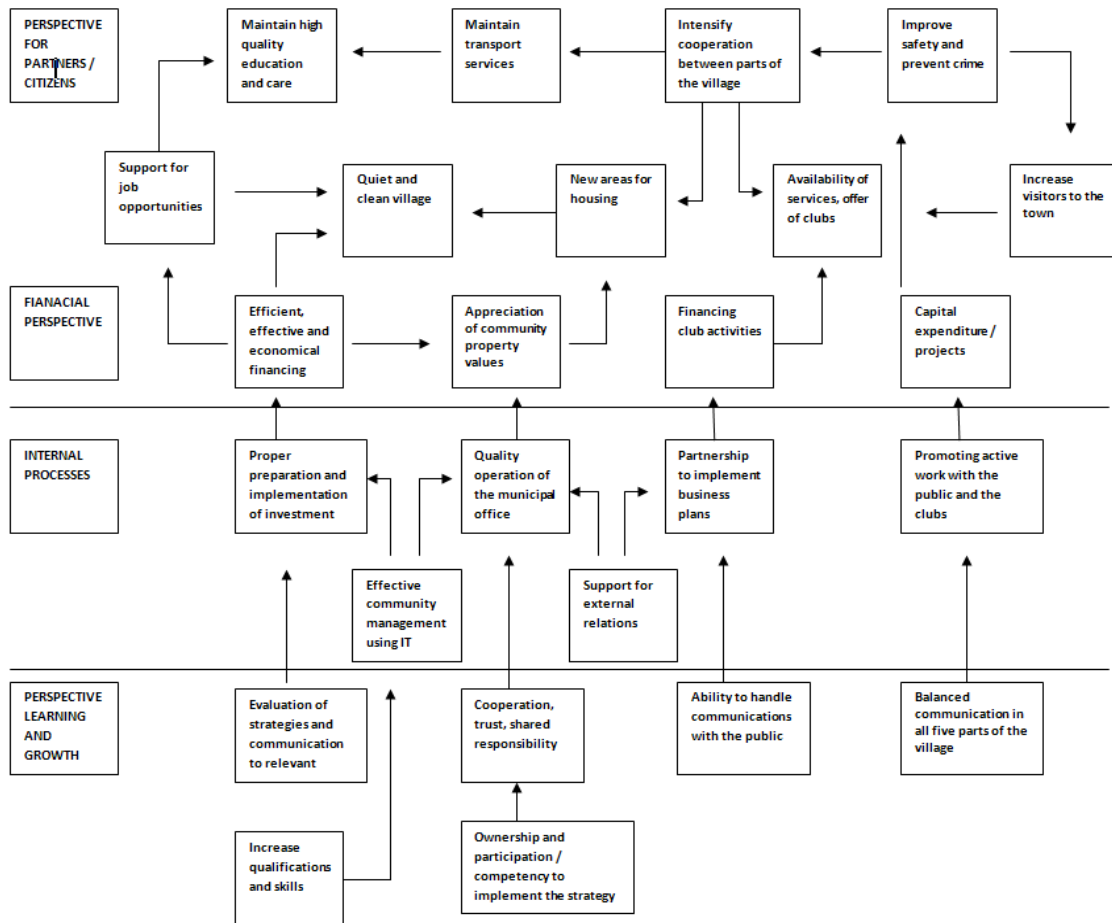 PERSPECTIVE
FOR
PARTNERS /
CITIZENS
Maintain high
quality
education
and care
Maintain
transport
services
Intensify
cooperation
between parts of
the village
Improve
safety and
prevent crime
Support for
job
opportunities
Quiet and
clean village
New areas for
housing
Availability of
services, offer
of clubs
Increase
visitors to the
town
FIANACIAL
PERSPECTIVE
Efficient,
effective and
economical
financing
Appreciation
of community
property
values
Financing
club activities
Capital
expenditure/
projects
INTERNAL
PROCESSES
Proper
preparation and
implementation
of investment
Quality
operation of
the municipal
office
Partnership
to implement
business
plans
Promoting active
work with the
public and the
clubs
Effective
community
management
using IT
Support for
external
relations
PERSPECTIVE
LEARNING
AND
GROWTH
Evaluation of
strategies and
communication
to relevant
Cooperation,
trust, shared
responsibility
Ability to handle
communications
with the public
Balanced
communication in
all five parts of the
village
Increase
qualifications
and skills
Ownership and
participation /
competency to
implement the strategy